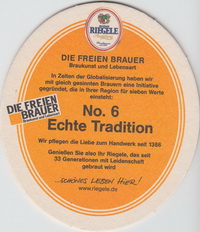 RIEGELE
DIE FREIEN BRAUER
Braukunst und Lebensart
In Zeiten der Globalisierung haben wir
mit gleich gesinnten Brauern eine Initiative
gegründet, die in Ihrer Region für sieben Werte
einsteht:
DIE FREIEN
BRAUER
No. 6
Echte Tradition
Wir pflegen die Liebe zum Handwerk seit 1386
Genießen Sie also Ihr Riegele, das seit
33 Generationen mit Leidenschaft
gebraut wird
...SCHÖNES LEBEN HIER!
www.riegele.de